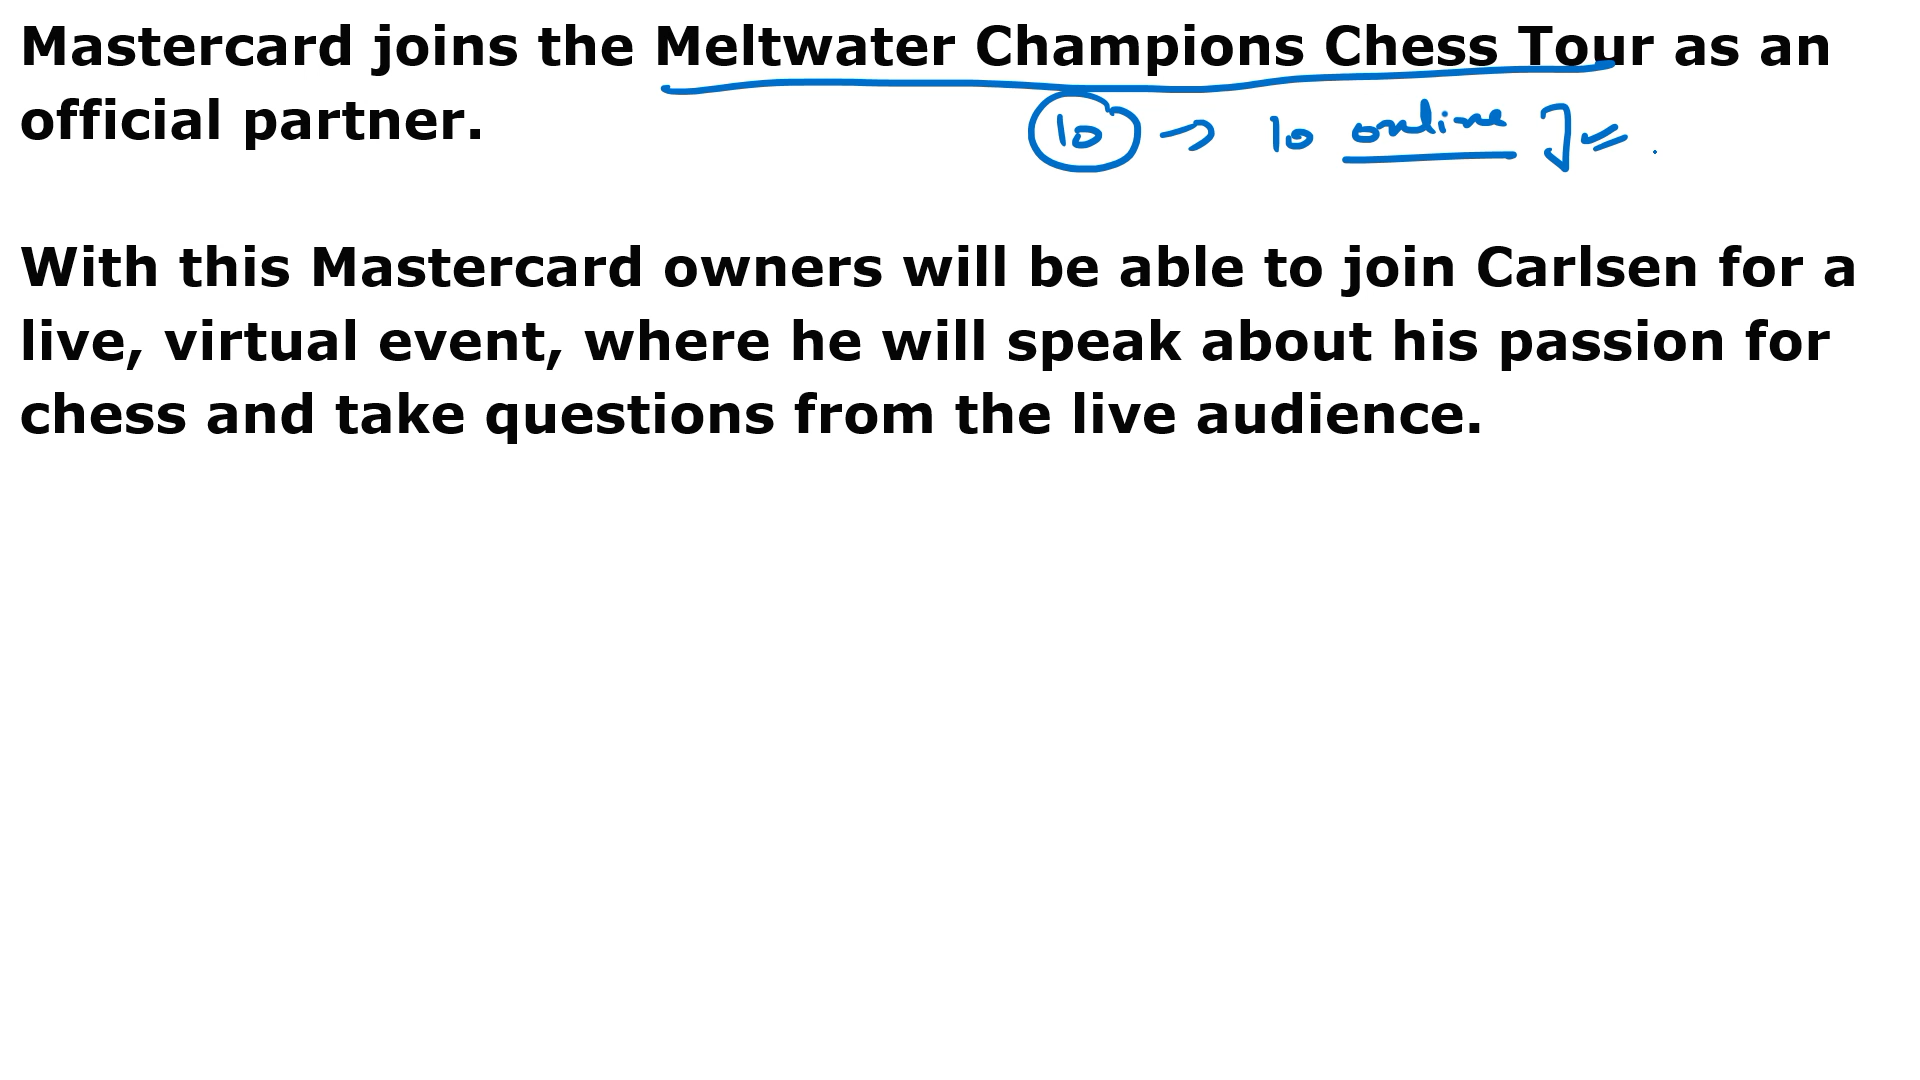 Mastercard joins the Meltwater Champions Chess Tour as an
official partner.
10 → 10 online ]
With this Mastercard owners will be able to join Carlsen for a
live, virtual event, where he will speak about his passion for
chess and take questions from the live audience.